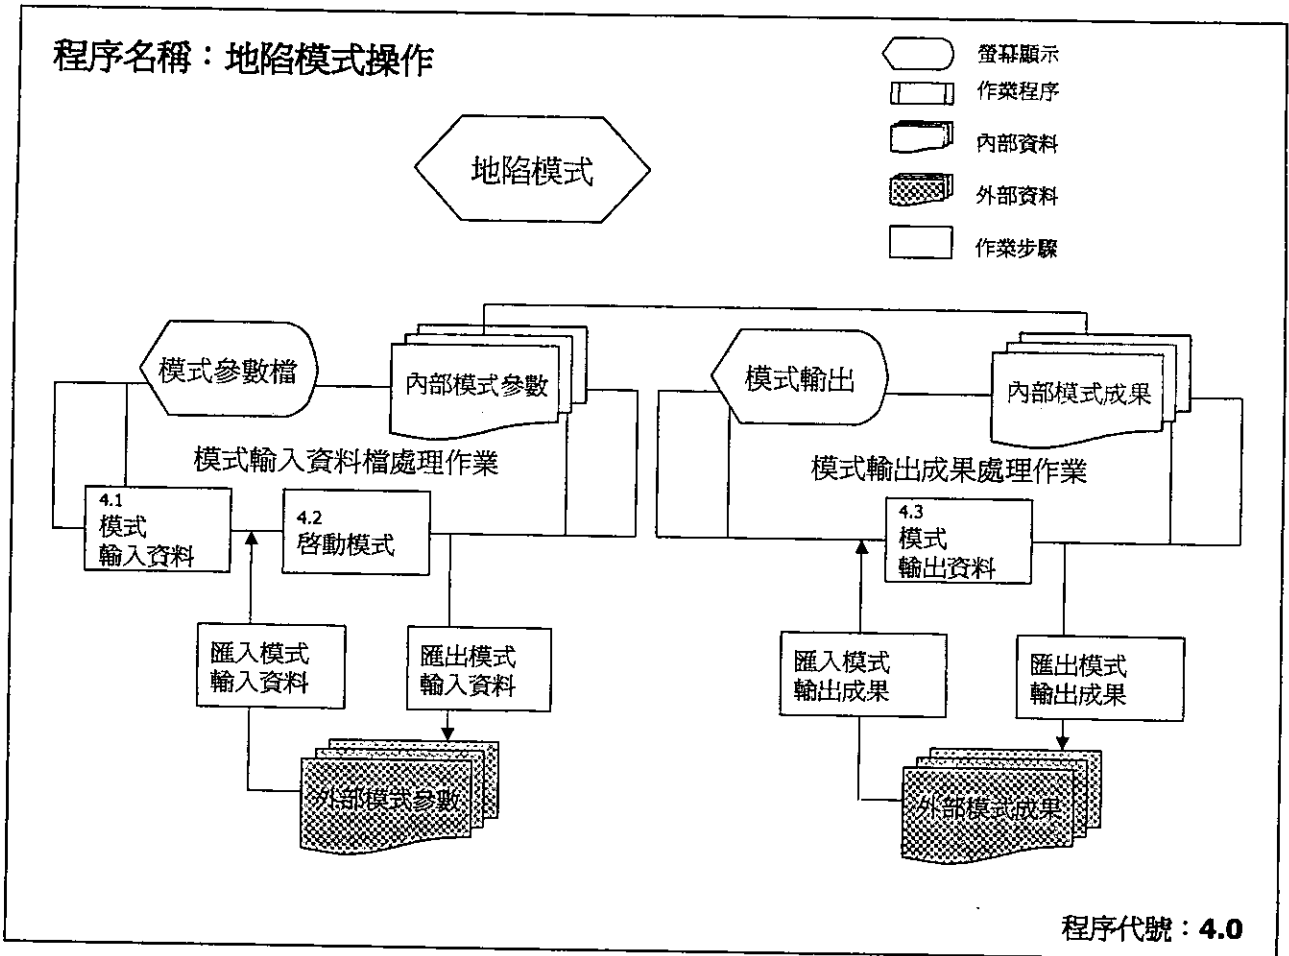 程序名稱：地陷模式操作
螢幕顯示
作業程序
內部資料
外部資料
作業步驟
地陷模式
模式參數檔
內部模式參數
模式輸入資料檔處理作業
4.1
模式
輸入資料
4.2
啓動模式
匯入模式
輸入資料
匯出模式
輸入資料
外部模式參數
模式輸出
內部模式成果
模式輸出成果處理作業
4.3
模式
輸出資料
匯入模式
輸出成果
匯出模式
輸出成果
外部模式成果
程序代號：4.0